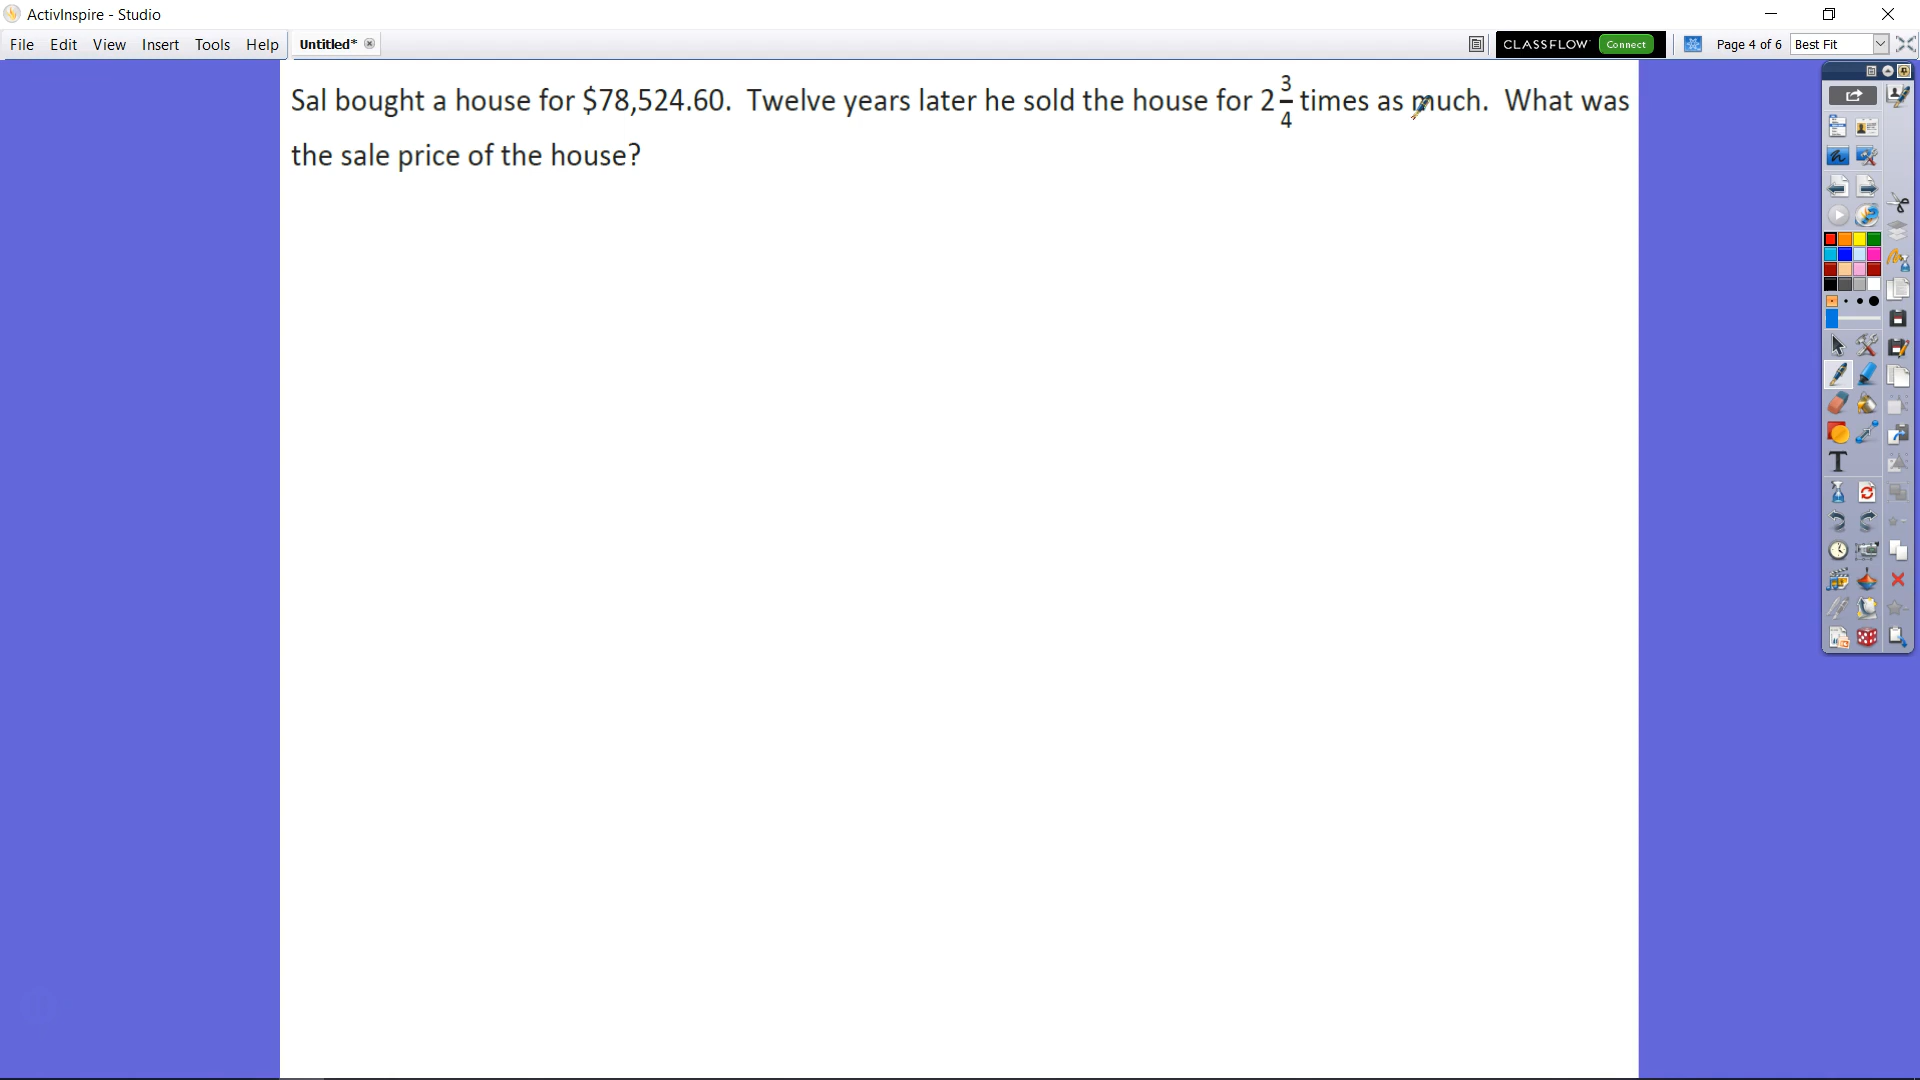 ActivInspire - Studio
File Edit View Insert Tools Help Untitled* CLASSFLOW Connect Page 4 of 6 Best Fit
Sal bought a house for $78,524.60. Twelve years later he sold the house for 2 3/4 times as much. What was
the sale price of the house?